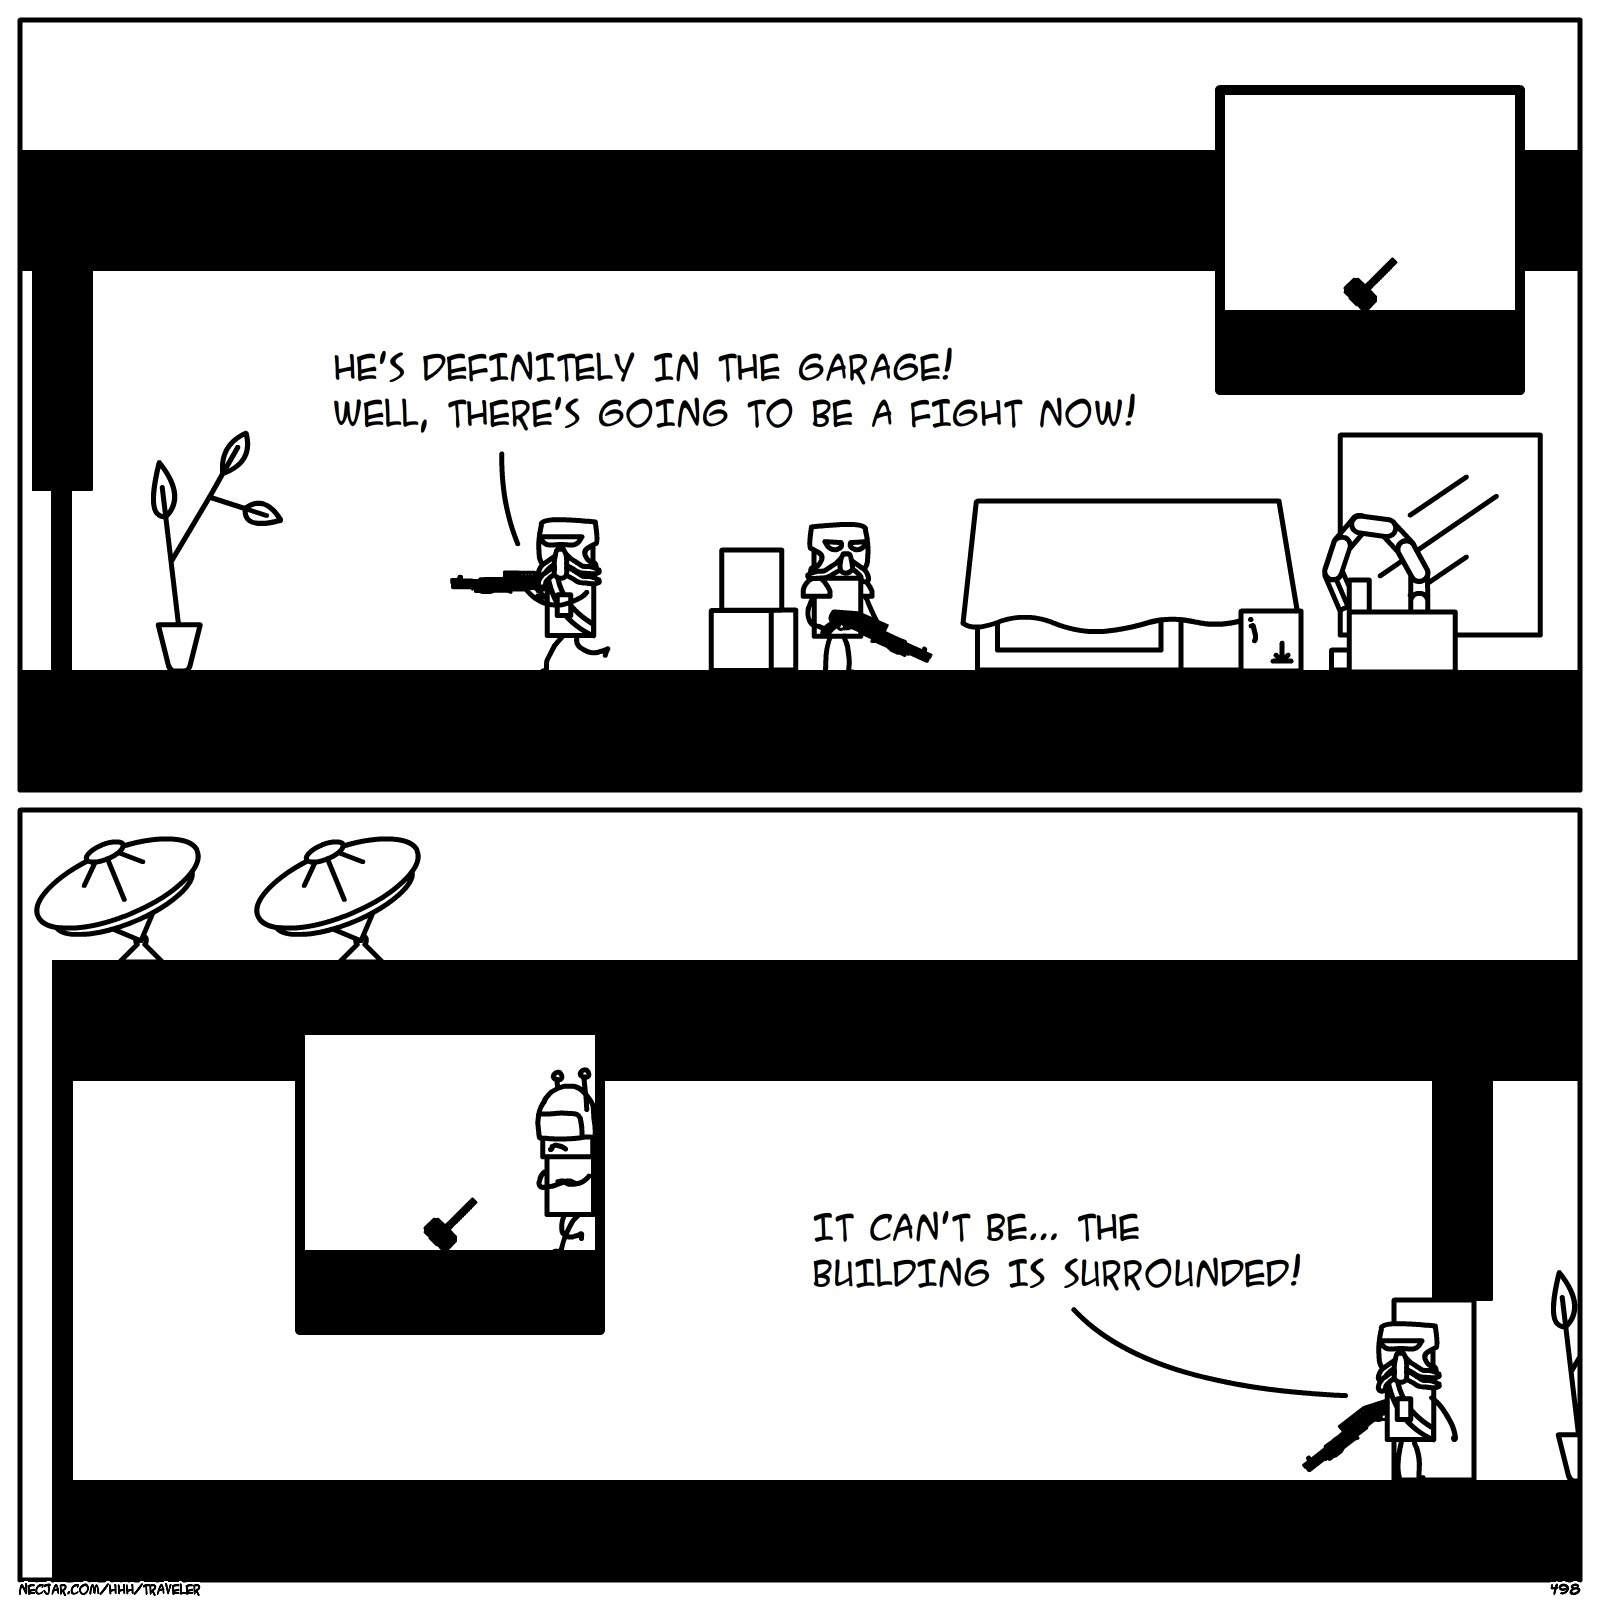 HE'S DEFINITELY IN THE GARAGE!
WELL, THERE'S GOING TO BE A FIGHT NOW!
IT CAN'T BE... THE
BUILDING IS SURROUNDED!
NECJAR.COM/HHH/TRAVELER
498